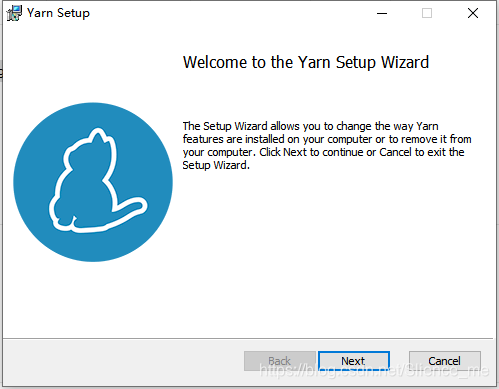 Yarn Setup
Welcome to the Yarn Setup Wizard
The Setup Wizard allows you to change the way Yarn
features are installed on your computer or to remove it from
your computer. Click Next to continue or Cancel to exit the
Setup Wizard.
Back
Next
Cancel
https://blog.csdn.net/Silence_me